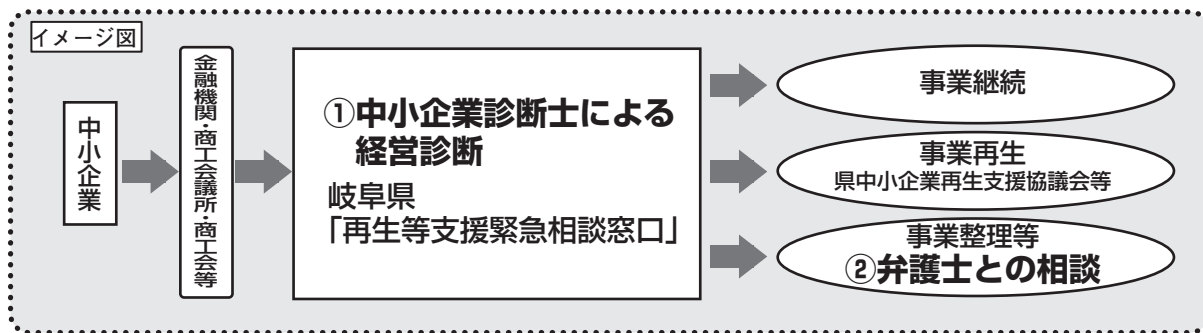 イメージ図
中小企業
金融機関・商工会議所・商工会等
①中小企業診断士による
経営診断
岐阜県
「再生等支援緊急相談窓口」
事業継続
事業再生
県中小企業再生支援協議会等
事業整理等
②弁護士との相談